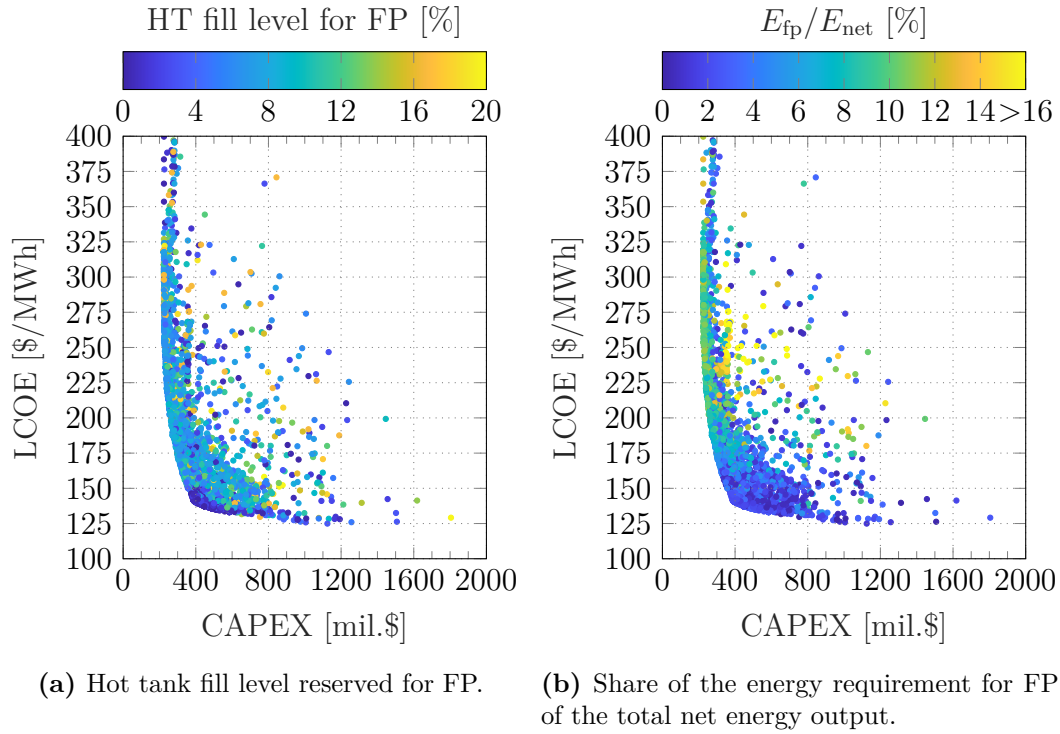 HT fill level for FP [%]
0 4 8 12 16 20
400
375
350
325
300
275
250
225
200
175
150
125
100
LCOE [$/MWh]
0 400 800 1200 1600 2000
CAPEX [mil.$]
(a) Hot tank fill level reserved for FP.
E_fp/E_net [%]
0 2 4 6 8 10 12 14 >16
400
375
350
325
300
275
250
225
200
175
150
125
100
LCOE [$/MWh]
0 400 800 1200 1600 2000
CAPEX [mil.$]
(b) Share of the energy requirement for FP
of the total net energy output.